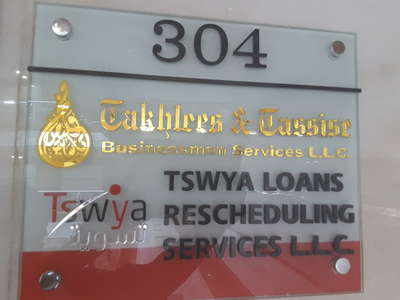 304
Takhlees & Tassise
Businessmen Services L.L.C.
Tswya
تسوية
TSWYA LOANS
RESCHEDULING
SERVICES L.L.C.